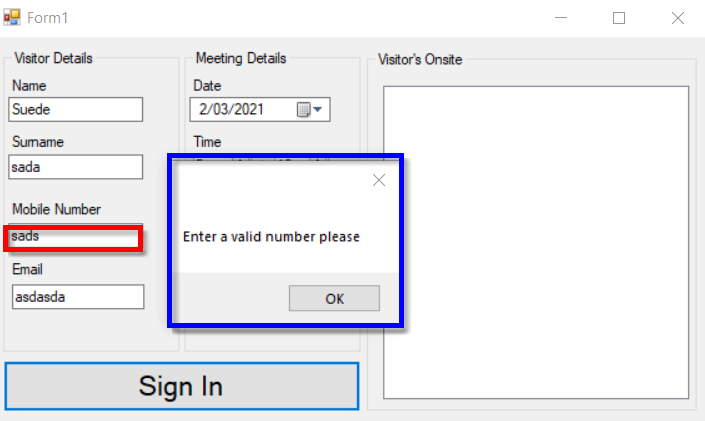 Form1
Visitor Details
Name
Suede
Surname
sada
Mobile Number
sads
Email
asdasda
Meeting Details
Date
2/03/2021
Time
Visitor's Onsite
Enter a valid number please
OK
Sign In